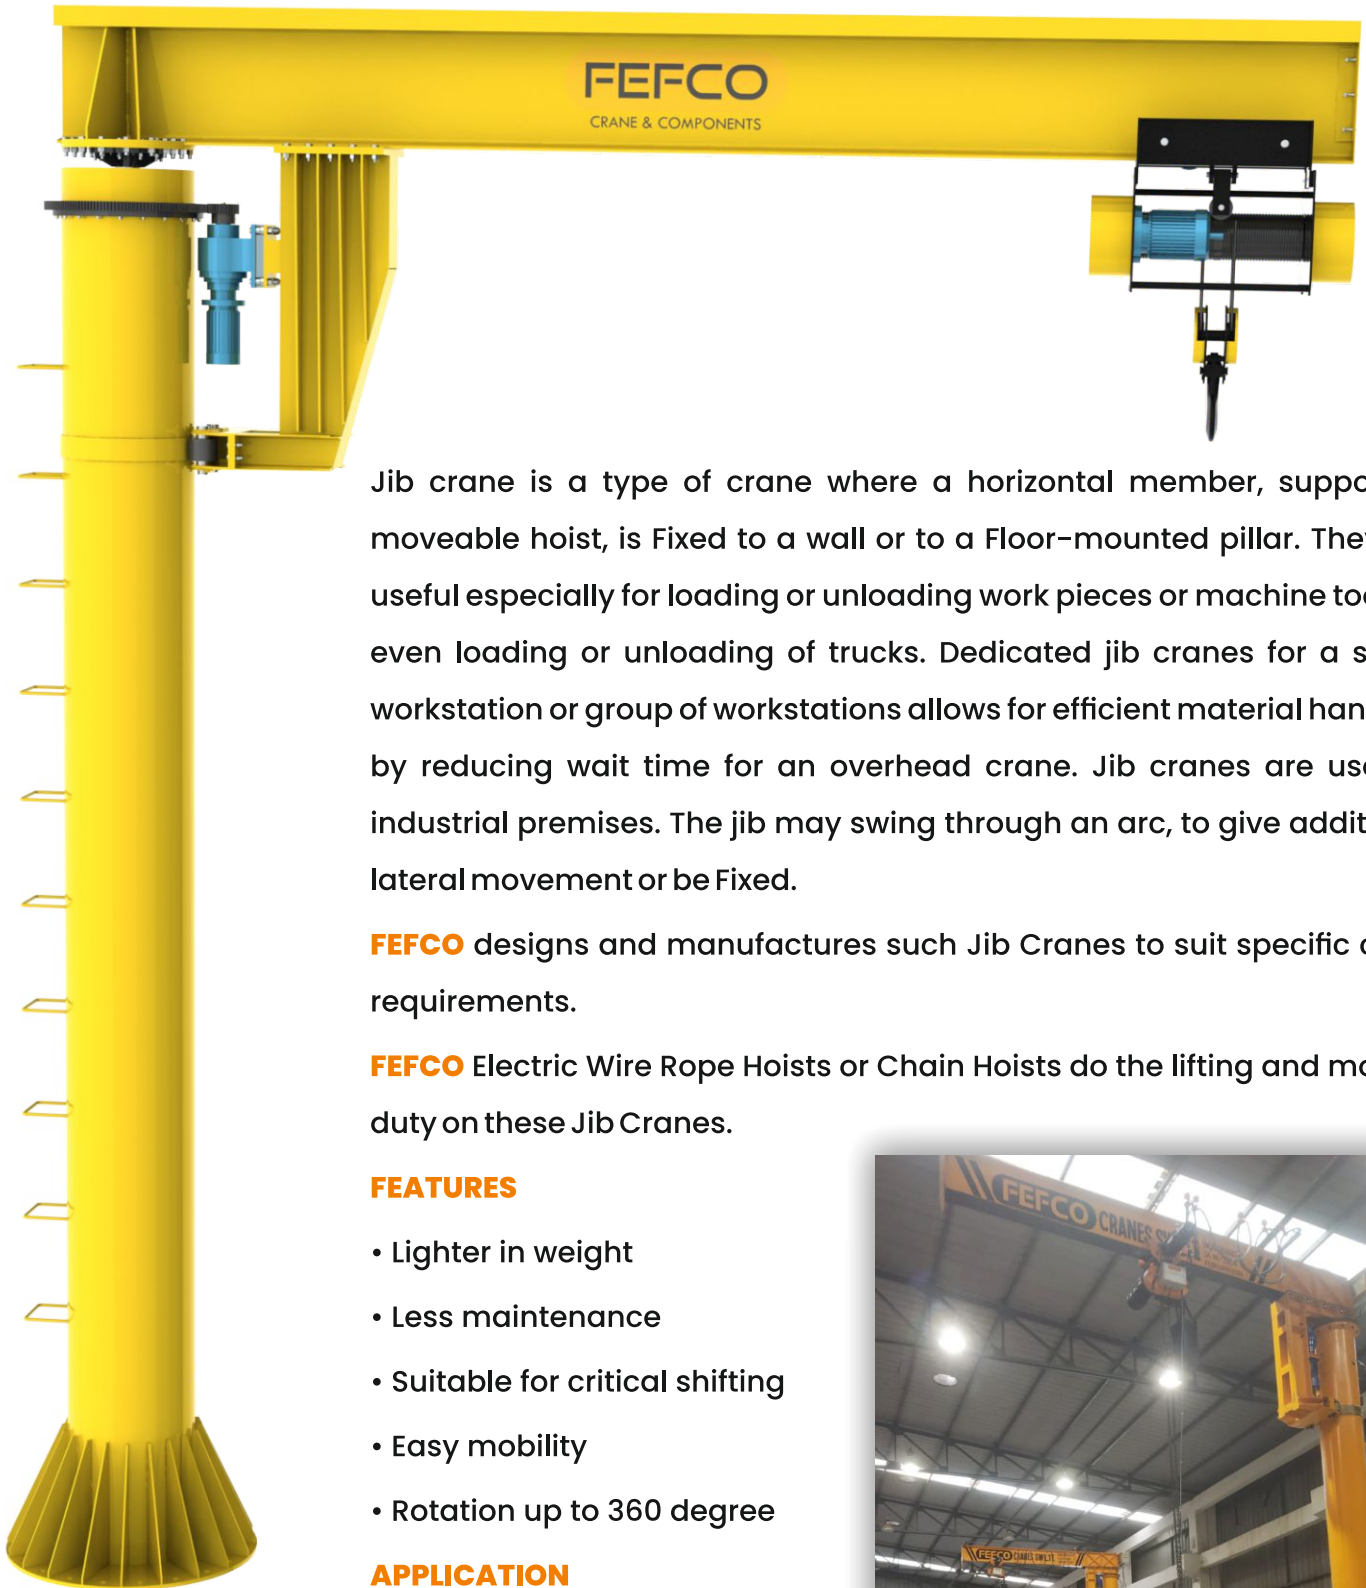 FEFCO
CRANE & COMPONENTS
Jib crane is a type of crane where a horizontal member,
moveable hoist, is Fixed to a wall or to a Floor-mounted pillar.
useful especially for loading or unloading work pieces or machine
even loading or unloading of trucks. Dedicated jib cranes for a
workstation or group of workstations allows for efficient material
by reducing wait time for an overhead crane. Jib cranes are
industrial premises. The jib may swing through an arc, to give
lateral movement or be Fixed.
FEFCO designs and manufactures such Jib Cranes to suit specific
requirements.
FEFCO Electric Wire Rope Hoists or Chain Hoists do the lifting and
duty on these Jib Cranes.
FEATURES
• Lighter in weight
• Less maintenance
• Suitable for critical shifting
• Easy mobility
• Rotation up to 360 degree
APPLICATION
FEFCO CRANES
FEFCO CRANES